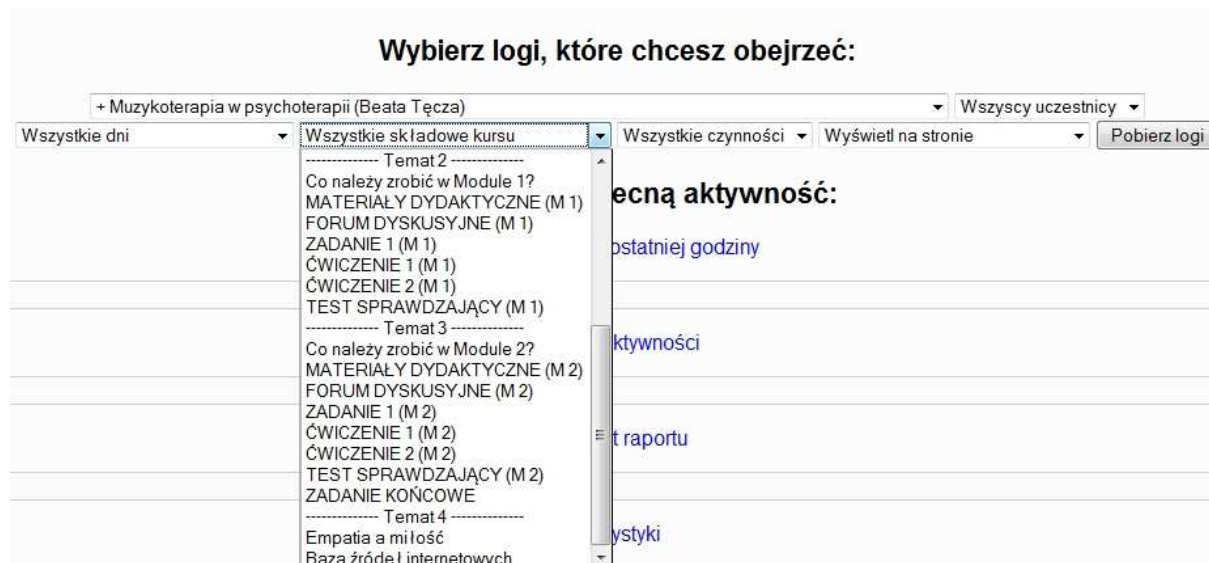 Wybierz logi, które chcesz obejrzeć:
+ Muzykoterapia w psychoterapii (Beata Tęcza) Wszyscy uczestnicy
Wszystkie dni Wszystkie składowe kursu Wszystkie czynności Wyświetl na stronie Pobierz logi
-------------- Temat 2 --------------
Co należy zrobić w Module 1?
MATERIAŁY DYDAKTYCZNE (M 1)
ecną aktywność:
FORUM DYSKUSYJNE (M 1)
ZADANIE 1 (M 1)
ostatniej godziny
ĆWICZENIE 1 (M 1)
ĆWICZENIE 2 (M 1)
TEST SPRAWDZAJĄCY (M 1)
-------------- Temat 3 --------------
Co należy zrobić w Module 2?
ktywności
MATERIAŁY DYDAKTYCZNE (M 2)
FORUM DYSKUSYJNE (M 2)
ZADANIE 1 (M 2)
ĆWICZENIE 1 (M 2)
t raportu
ĆWICZENIE 2 (M 2)
TEST SPRAWDZAJĄCY (M 2)
ZADANIE KOŃCOWE
-------------- Temat 4 --------------
Empatia a miłość
ystyki
Baza źródeł internetowych